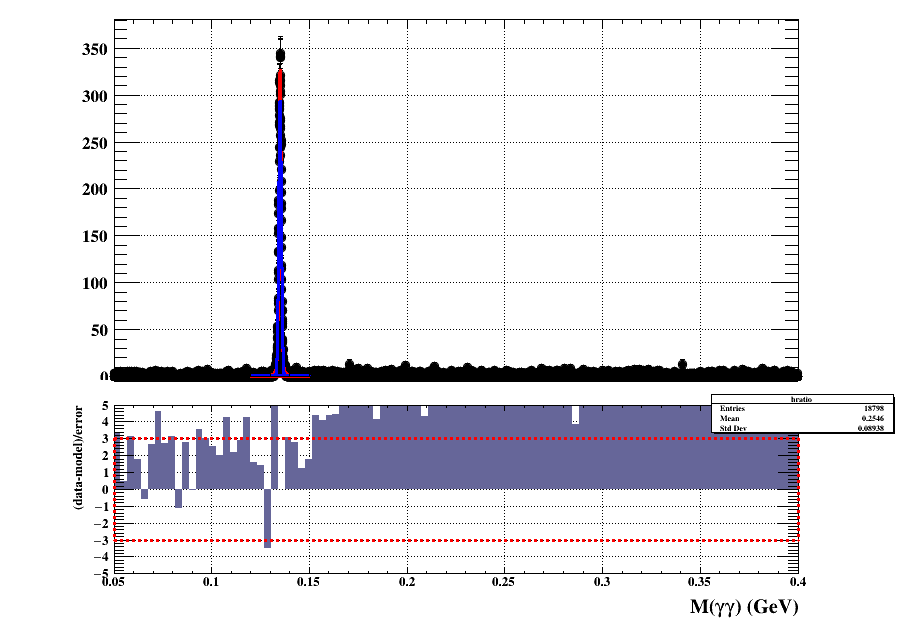 350
300
250
200
150
100
50
0
hratio
Entries 18798
Mean 0.2546
Std Dev 0.08938
(data-model)/error
5
4
3
2
1
0
−1
−2
−3
−4
−5
0.05 0.1 0.15 0.2 0.25 0.3 0.35 0.4
M(γγ) (GeV)